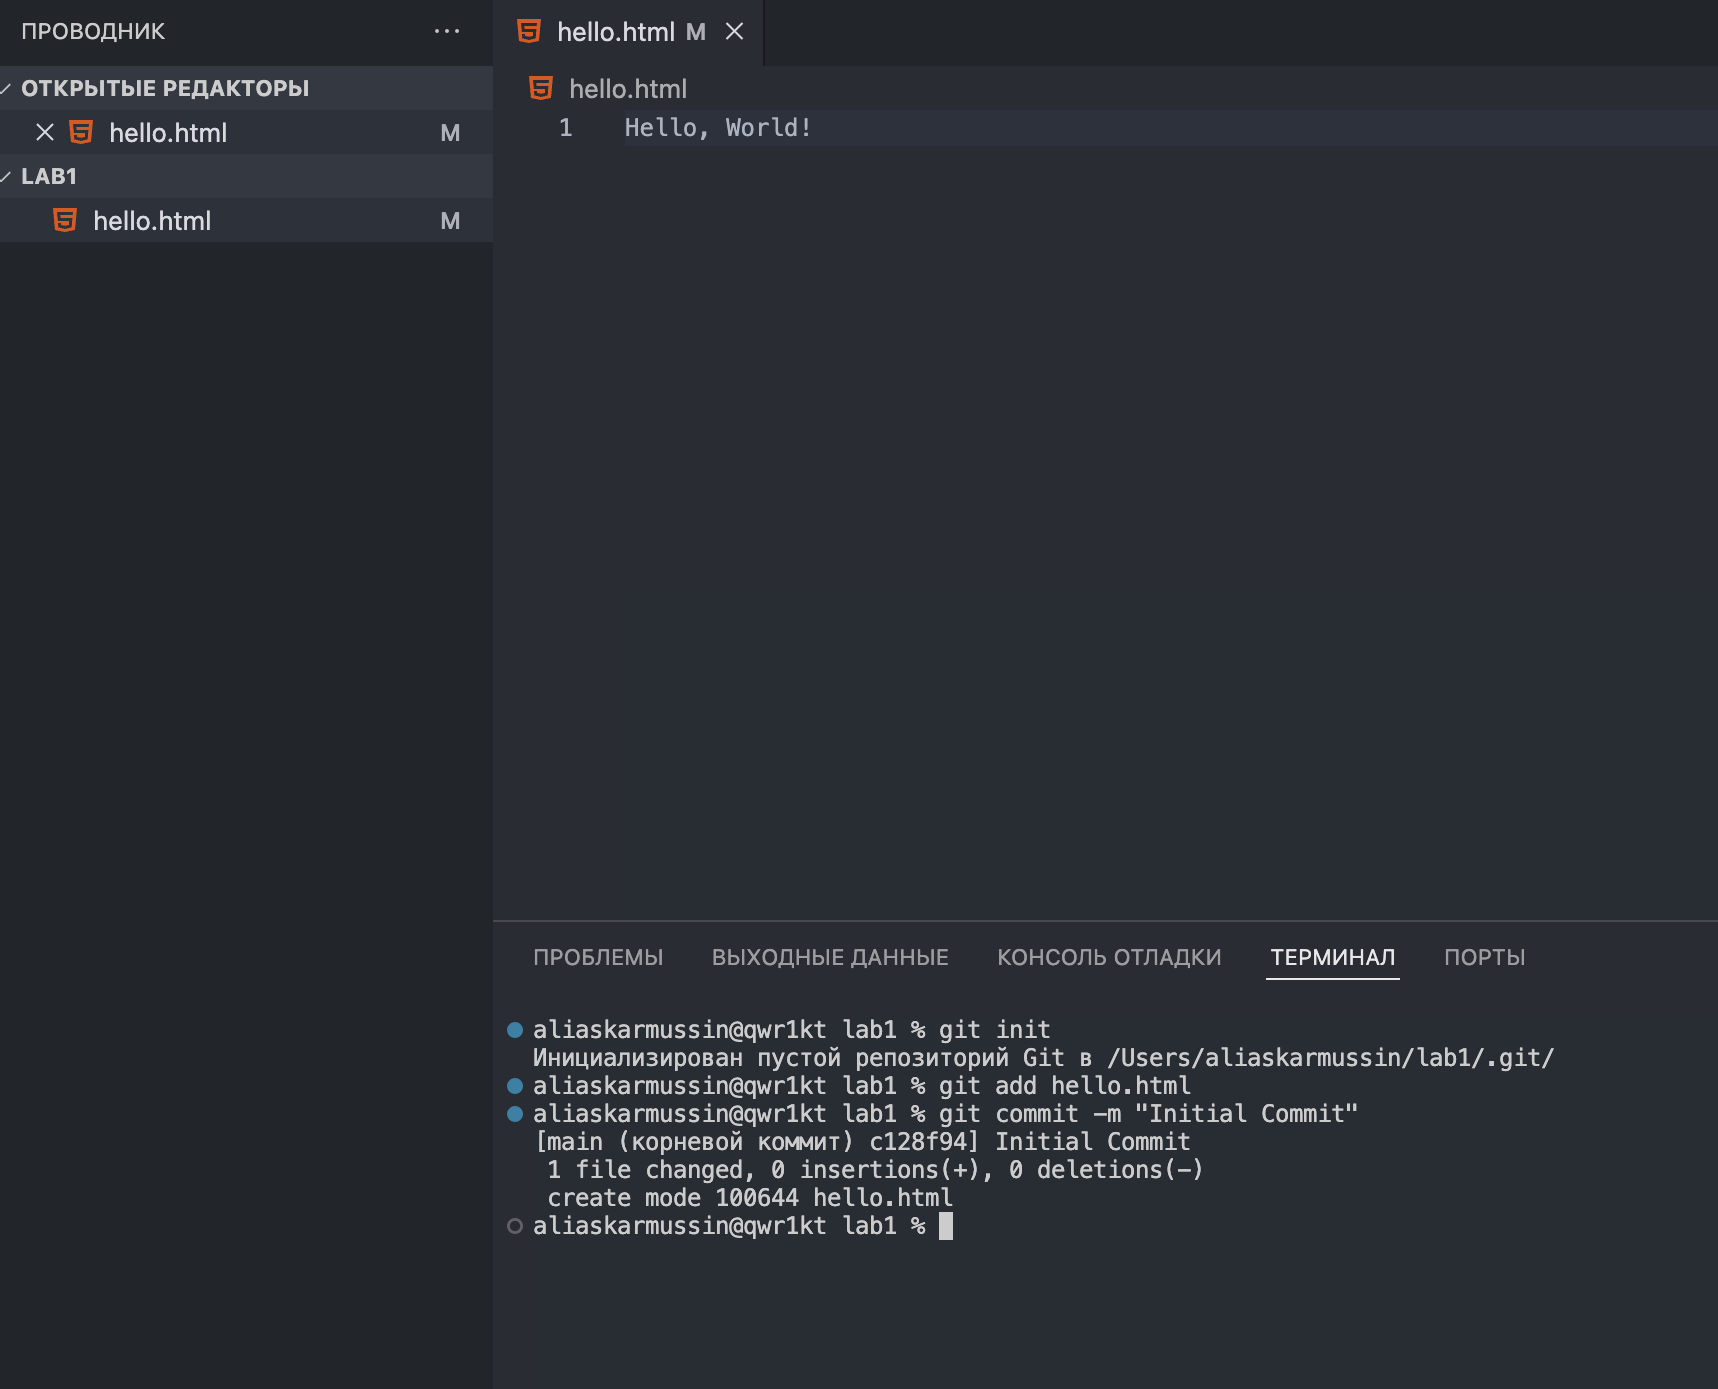 ПРОВОДНИК ...
ОТКРЫТЫЕ РЕДАКТОРЫ
hello.html M
LAB1
hello.html M
hello.html M
hello.html
1 Hello, World!
ПРОБЛЕМЫ ВЫХОДНЫЕ ДАННЫЕ КОНСОЛЬ ОТЛАДКИ ТЕРМИНАЛ ПОРТЫ
aliaskarmussin@qwr1kt lab1 % git init
Инициализирован пустой репозиторий Git в /Users/aliaskarmussin/lab1/.git/
aliaskarmussin@qwr1kt lab1 % git add hello.html
aliaskarmussin@qwr1kt lab1 % git commit -m "Initial Commit"
[main (корневой коммит) c128f94] Initial Commit
1 file changed, 0 insertions(+), 0 deletions(-)
create mode 100644 hello.html
aliaskarmussin@qwr1kt lab1 %